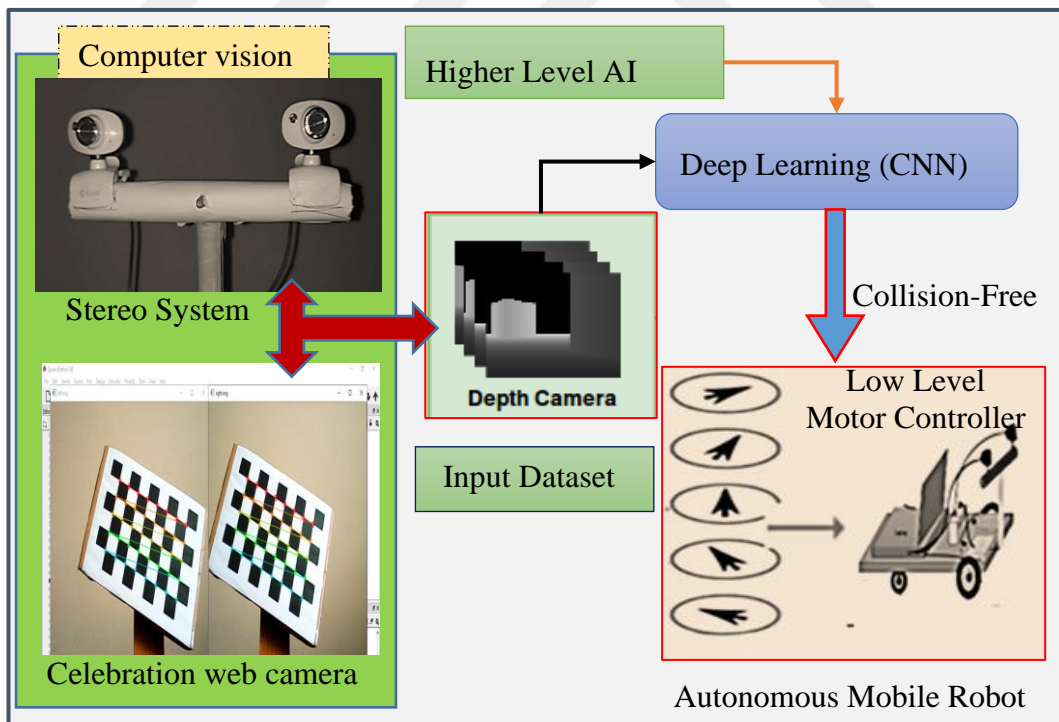 Computer vision
Stereo System
Celebration web camera
Higher Level AI
Deep Learning (CNN)
Depth Camera
Input Dataset
Collision-Free
Low Level
Motor Controller
Autonomous Mobile Robot